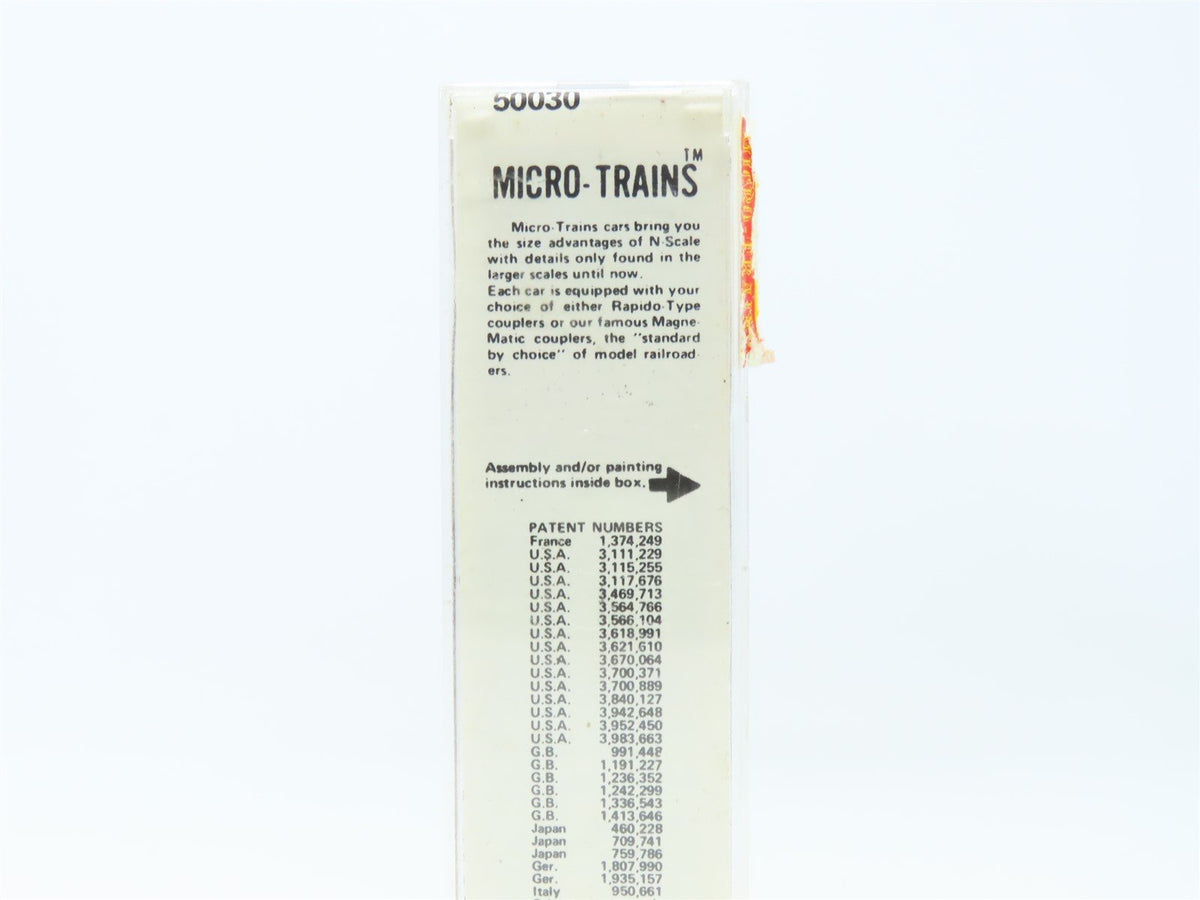 50030
MICRO-TRAINS™
Micro-Trains cars bring you
the size advantages of N-Scale
with details only found in the
larger scales until now.
Each car is equipped with your
choice of either Rapido-Type
couplers or our famous Magne-
Matic couplers, the "standard
by choice" of model railroad-
ers.
Assembly and/or painting
instructions inside box.
PATENT NUMBERS
France 1,374,249
U.S.A. 3,111,229
U.S.A. 3,115,255
U.S.A. 3,117,676
U.S.A. 3,469,713
U.S.A. 3,564,766
U.S.A. 3,566,104
U.S.A. 3,618,991
U.S.A. 3,621,610
U.S.A. 3,670,064
U.S.A. 3,700,371
U.S.A. 3,700,889
U.S.A. 3,840,127
U.S.A. 3,942,648
U.S.A. 3,952,450
U.S.A. 3,983,663
G.B. 991,448
G.B. 1,191,227
G.B. 1,236,352
G.B. 1,242,299
G.B. 1,336,543
G.B. 1,413,646
Japan 460,228
Japan 709,741
Japan 759,786
Ger. 1,807,990
Ger. 1,935,157
Italy 950,661